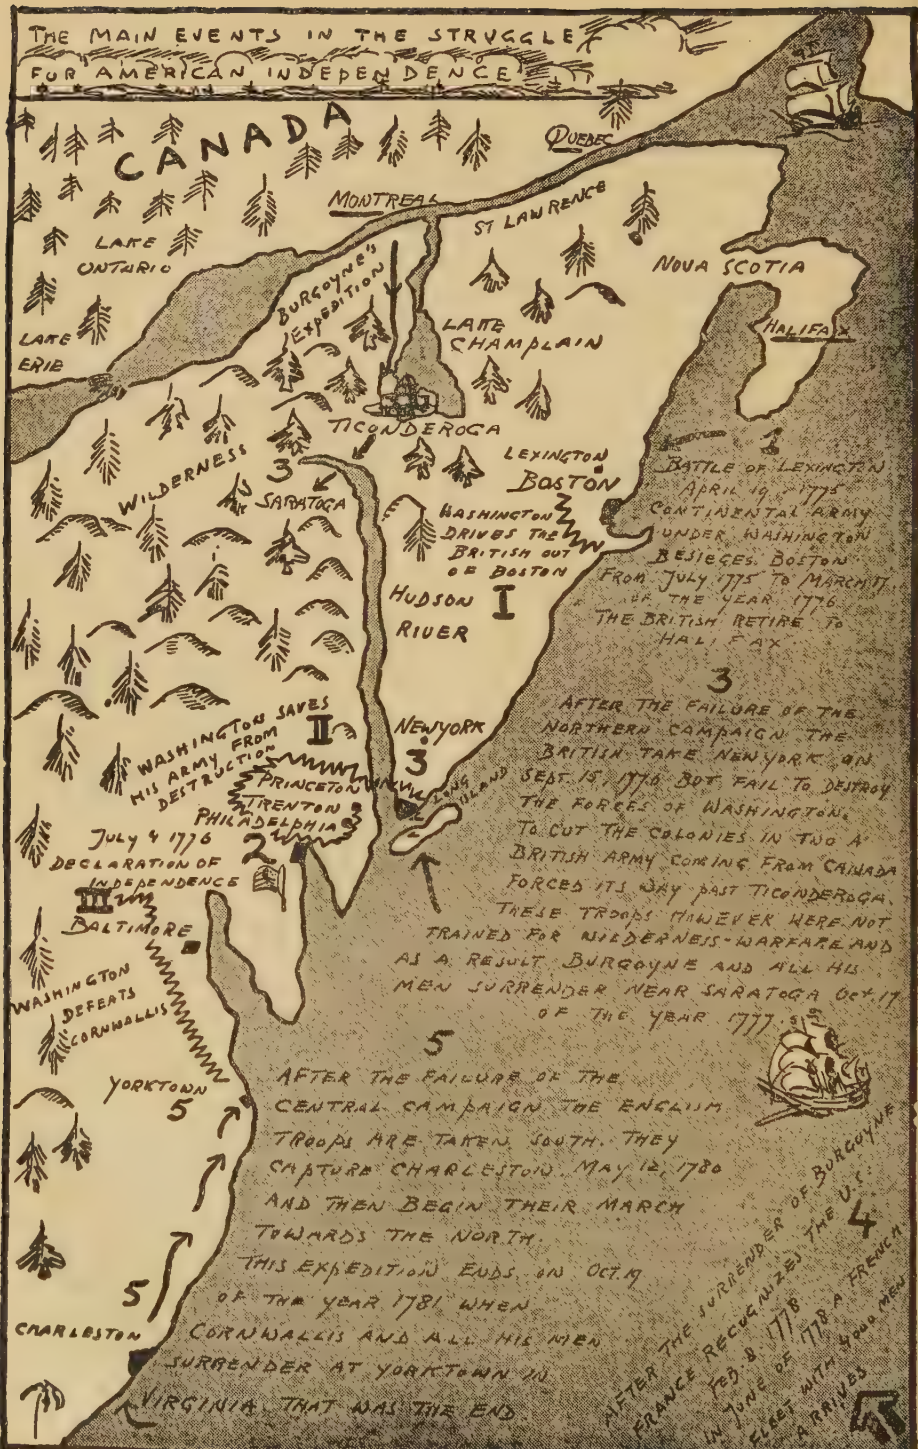 THE MAIN EVENTS IN THE STRUGGLE
FUR AMERICAN INDEPENDENCE
CANADA
QUEBEC
MONTREAL
ST LAWRENCE
LAKE
ONTARIO
BURGOYNE'S
EXPEDITION
NOVA SCOTIA
HALIFAX
LAKE
ERIE
LAKE
CHAMPLAIN
TICONDEROGA
WILDERNESS
3
SARATOGA
LEXINGTON
BOSTON
WASHINGTON
DRIVES THE
BRITISH OUT
OF BOSTON
I
HUDSON
RIVER
1
BATTLE OF LEXINGTON
APRIL 19, 1775
CONTINENTAL ARMY
UNDER WASHINGTON
BESIEGES BOSTON
FROM JULY 1775 TO MARCH 17
OF THE YEAR 1776
THE BRITISH RETIRE TO
HALIFAX
3
AFTER THE FAILURE OF THE
NORTHERN CAMPAIGN THE
BRITISH TAKE NEWYORK ON
SEPT. 15, 1776 BUT FAIL TO DESTROY
THE FORCES OF WASHINGTON.
TO CUT THE COLONIES IN TWO A
BRITISH ARMY COMING FROM CANADA
FORCED ITS WAY PAST TICONDEROGA.
THESE TROOPS HOWEVER WERE NOT
TRAINED FOR WILDERNESS-WARFARE AND
AS A RESULT BURGOYNE AND ALL HIS
MEN SURRENDER NEAR SARATOGA Oct. 17
OF THE YEAR 1777.
WASHINGTON SAVES
HIS ARMY FROM
DESTRUCTION
II
NEWYORK
3
LONG
ISLAND
PRINCETON
TRENTON
PHILADELPHIA
2
JULY 4 1776
DECLARATION OF
INDEPENDENCE
III
BALTIMORE
WASHINGTON
DEFEATS
CORNWALLIS
YORKTOWN
5
5
AFTER THE FAILURE OF THE
CENTRAL CAMPAIGN THE ENGLISH
TROOPS ARE TAKEN SOUTH. THEY
CAPTURE CHARLESTON MAY 12, 1780
AND THEN BEGIN THEIR MARCH
TOWARDS THE NORTH.
THIS EXPEDITION ENDS ON OCT. 19
OF THE YEAR 1781 WHEN
CORNWALLIS AND ALL HIS MEN
SURRENDER AT YORKTOWN IN
VIRGINIA. THAT WAS THE END
5
CHARLESTON
4
AFTER THE SURRENDER OF BURGOYNE
FRANCE RECOGNIZES THE U.S.
FEB. 8. 1778
IN JUNE OF 1778 A FRENCH
FLEET WITH 4000 MEN
ARRIVES